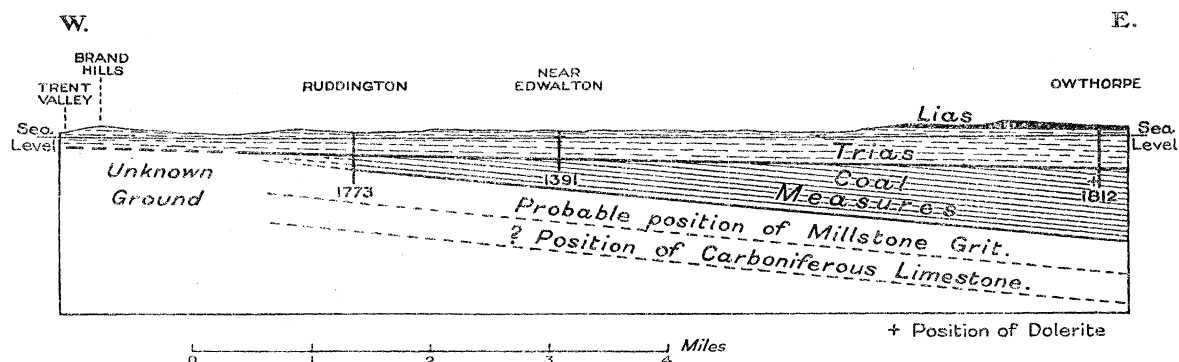 W.
E.
BRAND
HILLS
TRENT
VALLEY
RUDDINGTON
NEAR
EDWALTON
OWTHORPE
Sea
Level
Lias
Sea
Level
Trias
Unknown
Ground
Coal
Measures
1773
1391
1812
Probable position of Millstone Grit.
? Position of Carboniferous Limestone.
+ Position of Dolerite
0 1 2 3 4 Miles